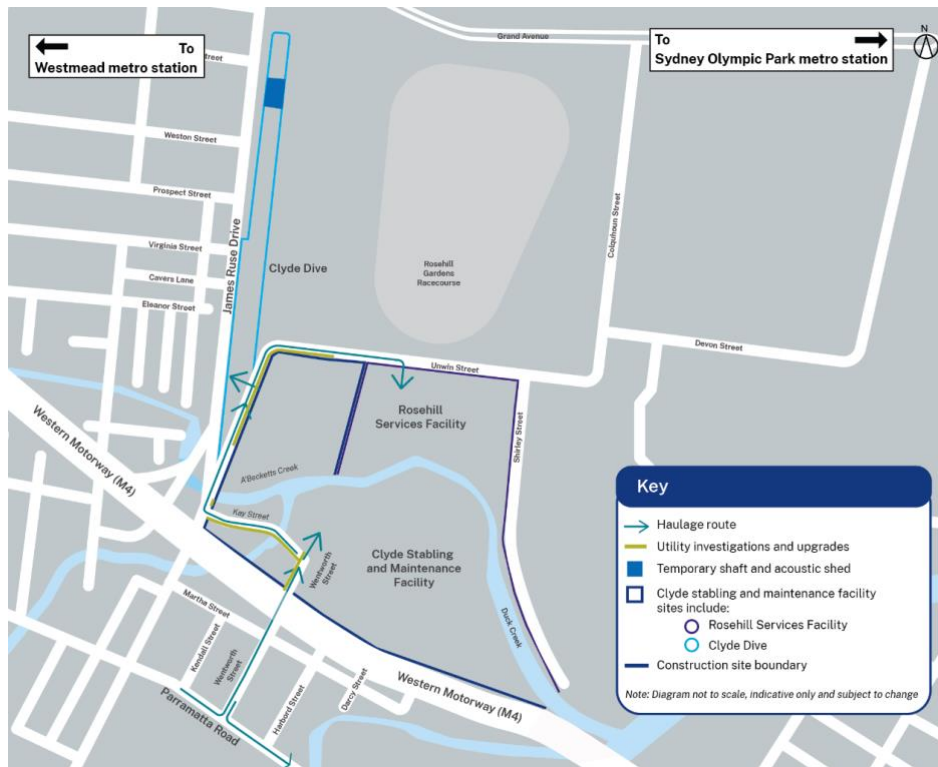 To
Westmead metro station
Grand Avenue
To
Sydney Olympic Park metro station
N
Street
Weston Street
Prospect Street
Virginia Street
Cavers Lane
Eleanor Street
James Ruse Drive
Clyde Dive
Rosehill
Gardens
Racecourse
Colquhoun Street
Devon Street
Unwin Street
Rosehill
Services Facility
Shirley Street
Western Motorway (M4)
A'Becketts Creek
Kay Street
Wentworth
Street
Clyde Stabling
and Maintenance
Facility
Duck Creek
Martha Street
Kendall Street
Wentworth
Street
Harbord Street
Darcy Street
Parramatta Road
Western Motorway (M4)
Key
Haulage route
Utility investigations and upgrades
Temporary shaft and acoustic shed
Clyde stabling and maintenance facility
sites include:
Rosehill Services Facility
Clyde Dive
Construction site boundary
Note: Diagram not to scale, indicative only and subject to change